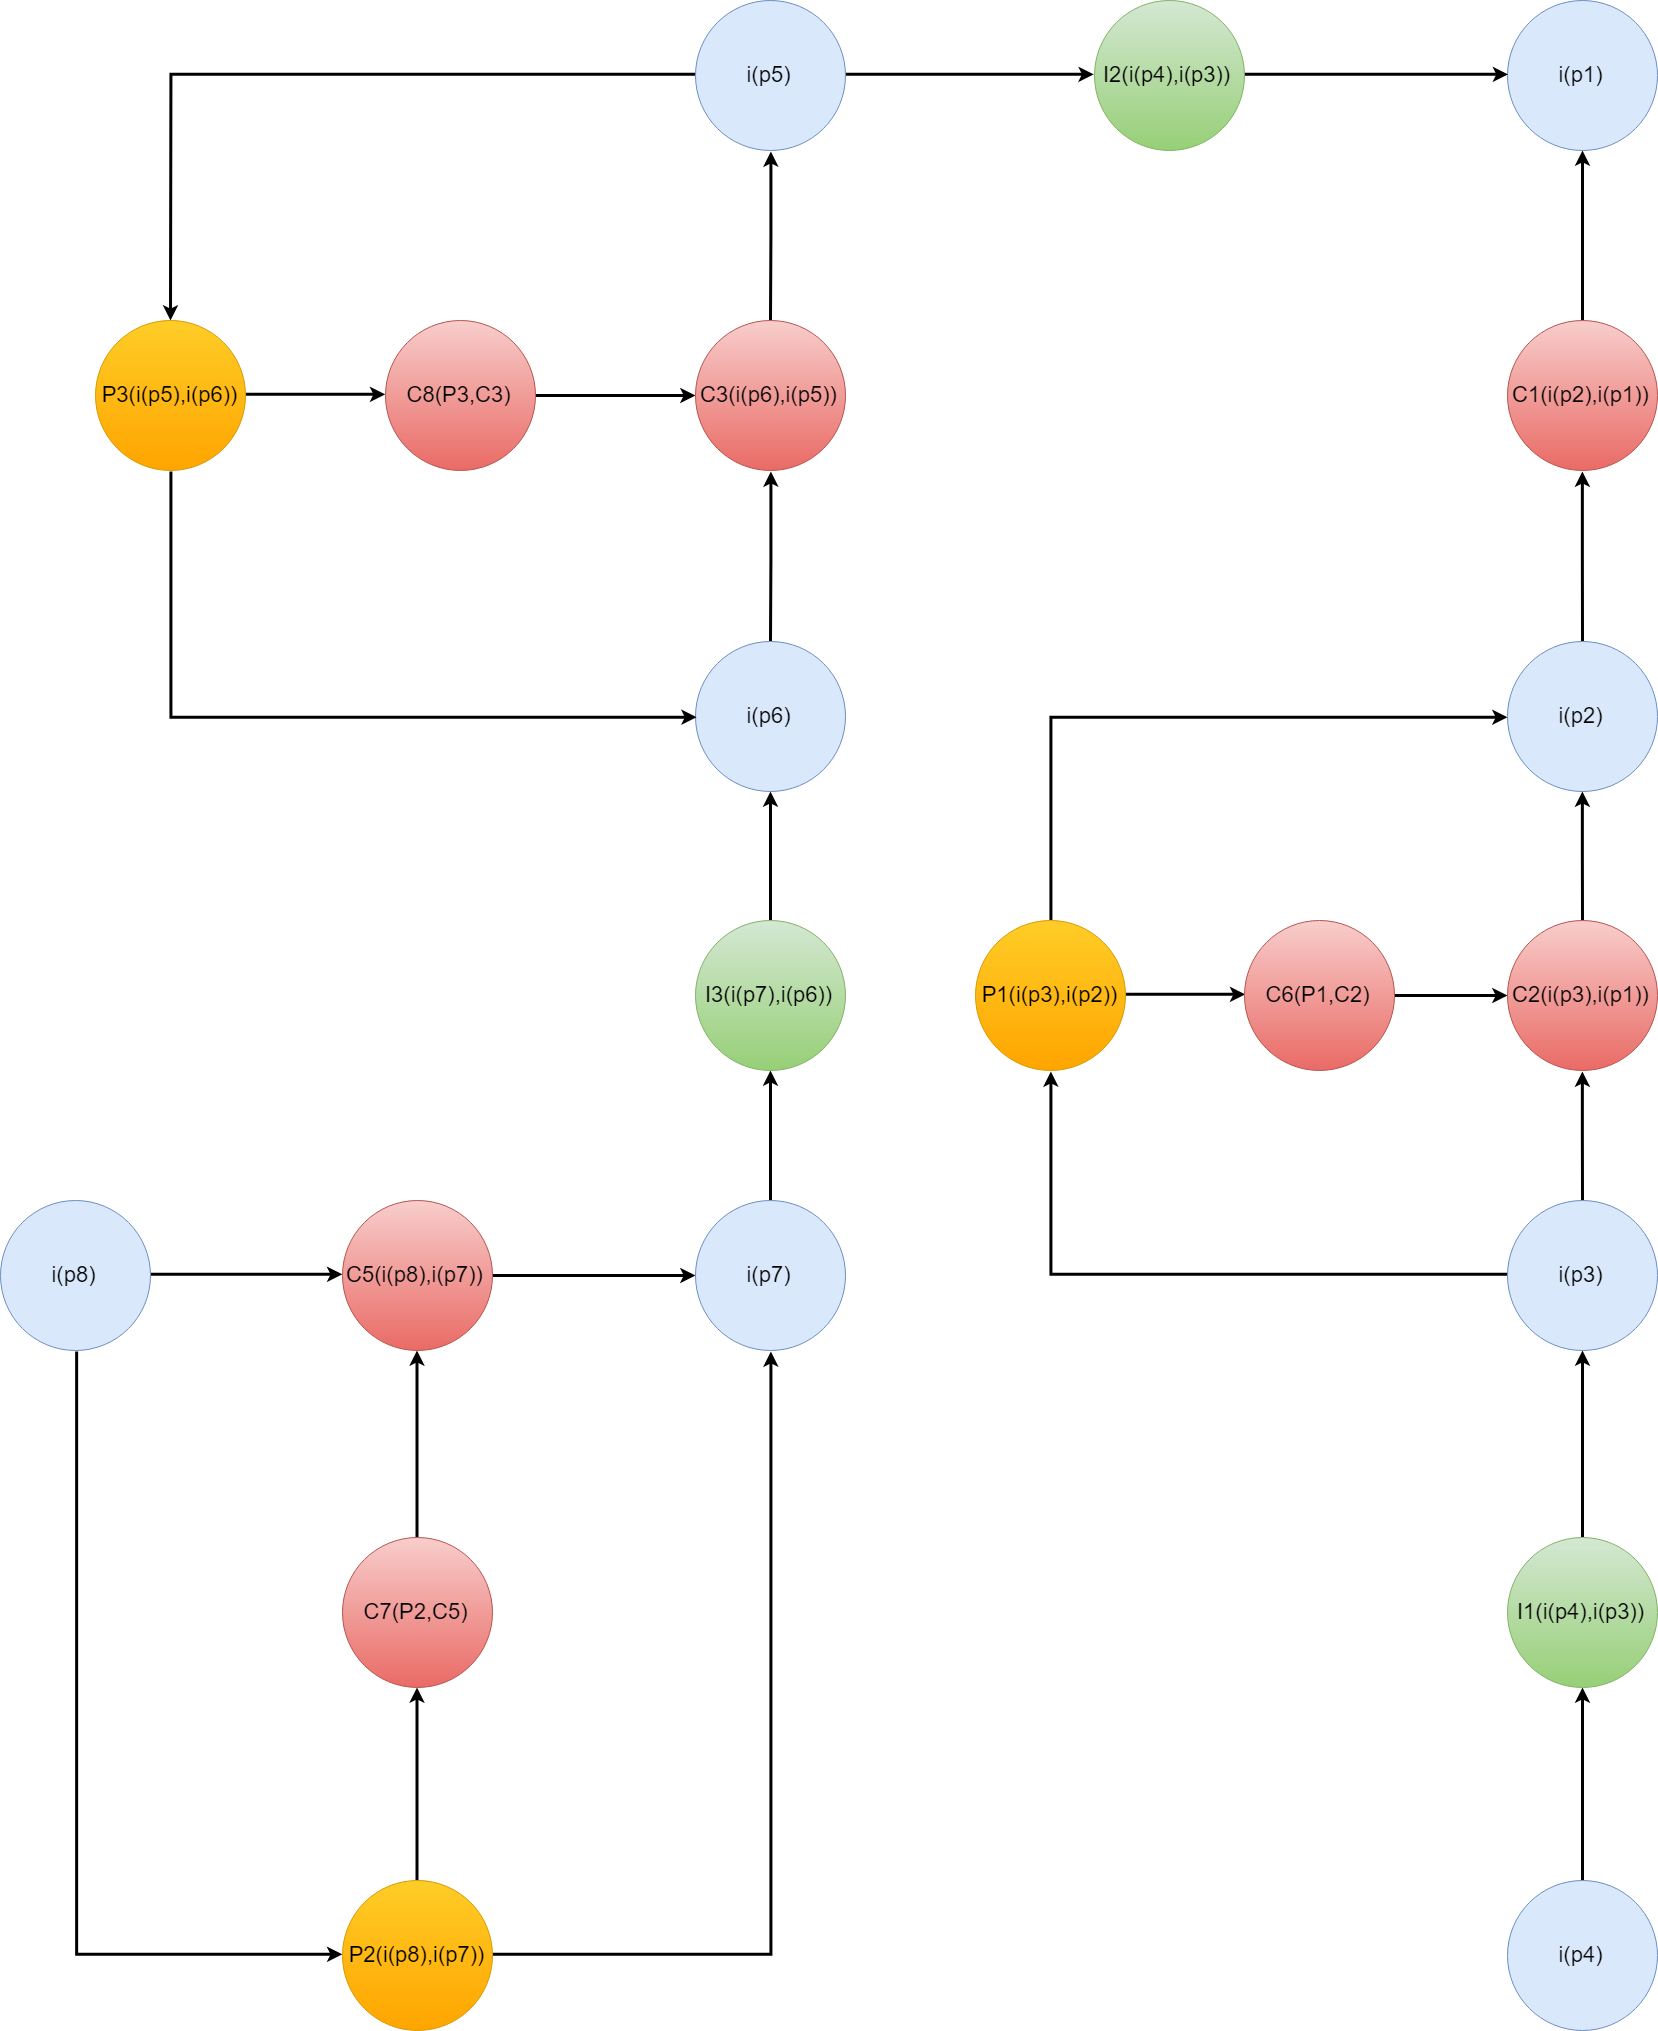 i(p5)
I2(i(p4),i(p3))
i(p1)
P3(i(p5),i(p6))
C8(P3,C3)
C3(i(p6),i(p5))
C1(i(p2),i(p1))
i(p6)
i(p2)
I3(i(p7),i(p6))
P1(i(p3),i(p2))
C6(P1,C2)
C2(i(p3),i(p1))
i(p8)
C5(i(p8),i(p7))
i(p7)
i(p3)
C7(P2,C5)
I1(i(p4),i(p3))
P2(i(p8),i(p7))
i(p4)